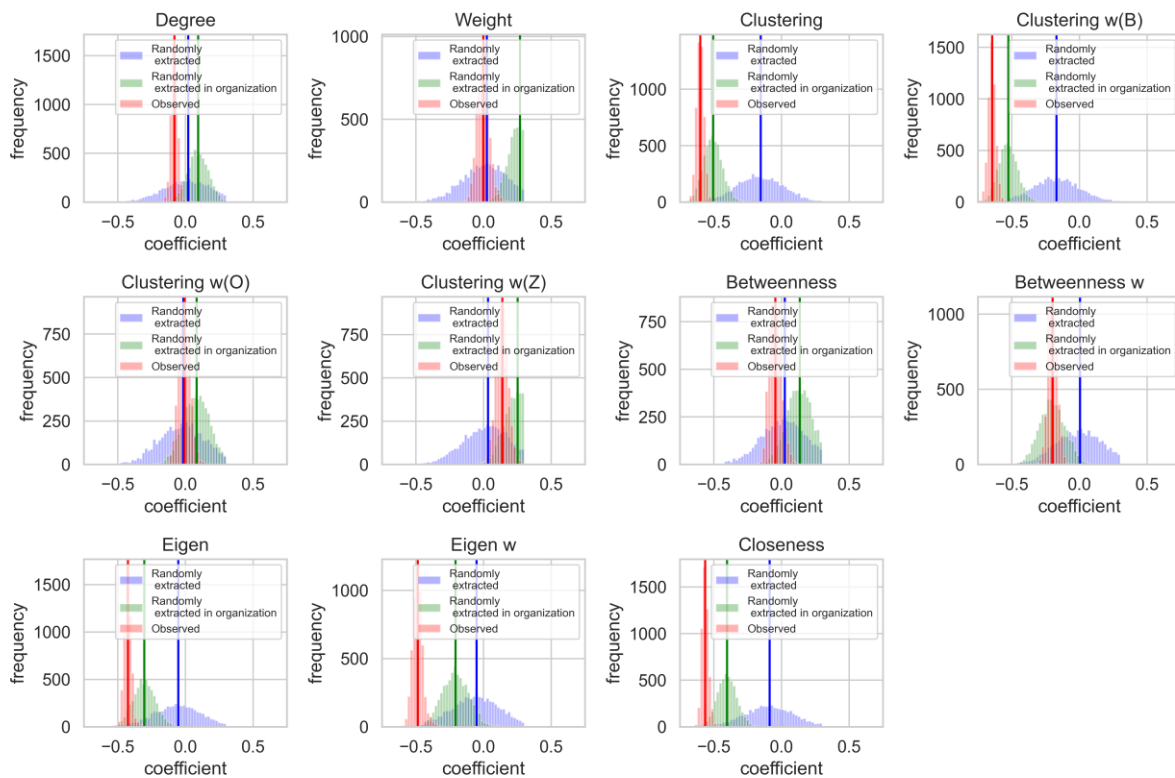 Degree
1500
1000
500
0
frequency
Randomly
extracted
Randomly
extracted in organization
Observed
−0.5 0.0 0.5
coefficient
Weight
1000
500
0
frequency
Randomly
extracted
Randomly
extracted in organization
Observed
−0.5 0.0 0.5
coefficient
Clustering
1000
500
0
frequency
Randomly
extracted
Randomly
extracted in organization
Observed
−0.5 0.0 0.5
coefficient
Clustering w(B)
1500
1000
500
0
frequency
Randomly
extracted
Randomly
extracted in organization
Observed
−0.5 0.0 0.5
coefficient
Clustering w(O)
750
500
250
0
frequency
Randomly
extracted
Randomly
extracted in organization
Observed
−0.5 0.0 0.5
coefficient
Clustering w(Z)
750
500
250
0
frequency
Randomly
extracted
Randomly
extracted in organization
Observed
−0.5 0.0 0.5
coefficient
Betweenness
750
500
250
0
frequency
Randomly
extracted
Randomly
extracted in organization
Observed
−0.5 0.0 0.5
coefficient
Betweenness w
1000
500
0
frequency
Randomly
extracted
Randomly
extracted in organization
Observed
−0.5 0.0 0.5
coefficient
Eigen
1500
1000
500
0
frequency
Randomly
extracted
Randomly
extracted in organization
Observed
−0.5 0.0 0.5
coefficient
Eigen w
1000
500
0
frequency
Randomly
extracted
Randomly
extracted in organization
Observed
−0.5 0.0 0.5
coefficient
Closeness
1500
1000
500
0
frequency
Randomly
extracted
Randomly
extracted in organization
Observed
−0.5 0.0 0.5
coefficient